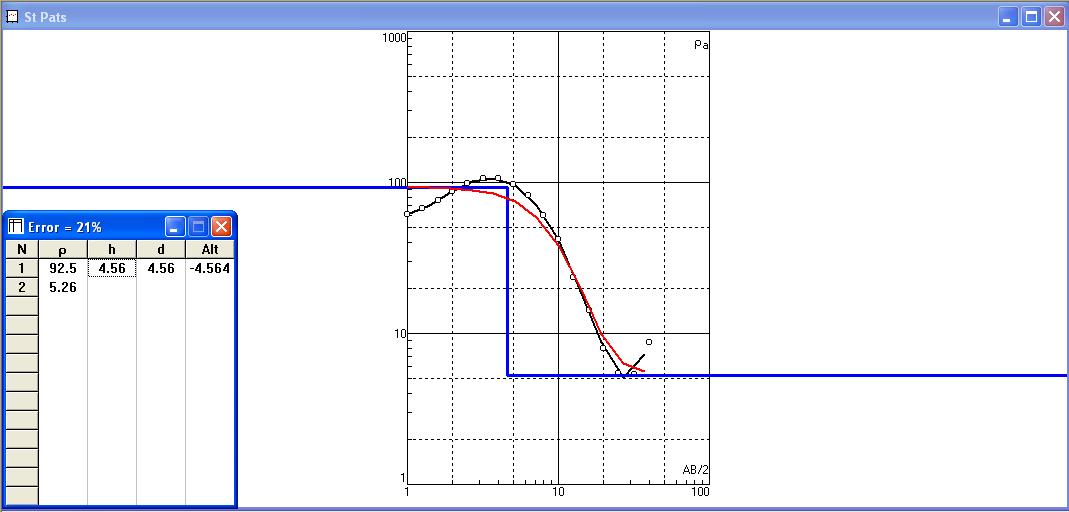 St Pats
1000
ρa
100
Error = 21%
N ρ h d Alt
1 92.5 4.56 4.56 -4.564
2 5.26
10
AB/2
1
1 10 100